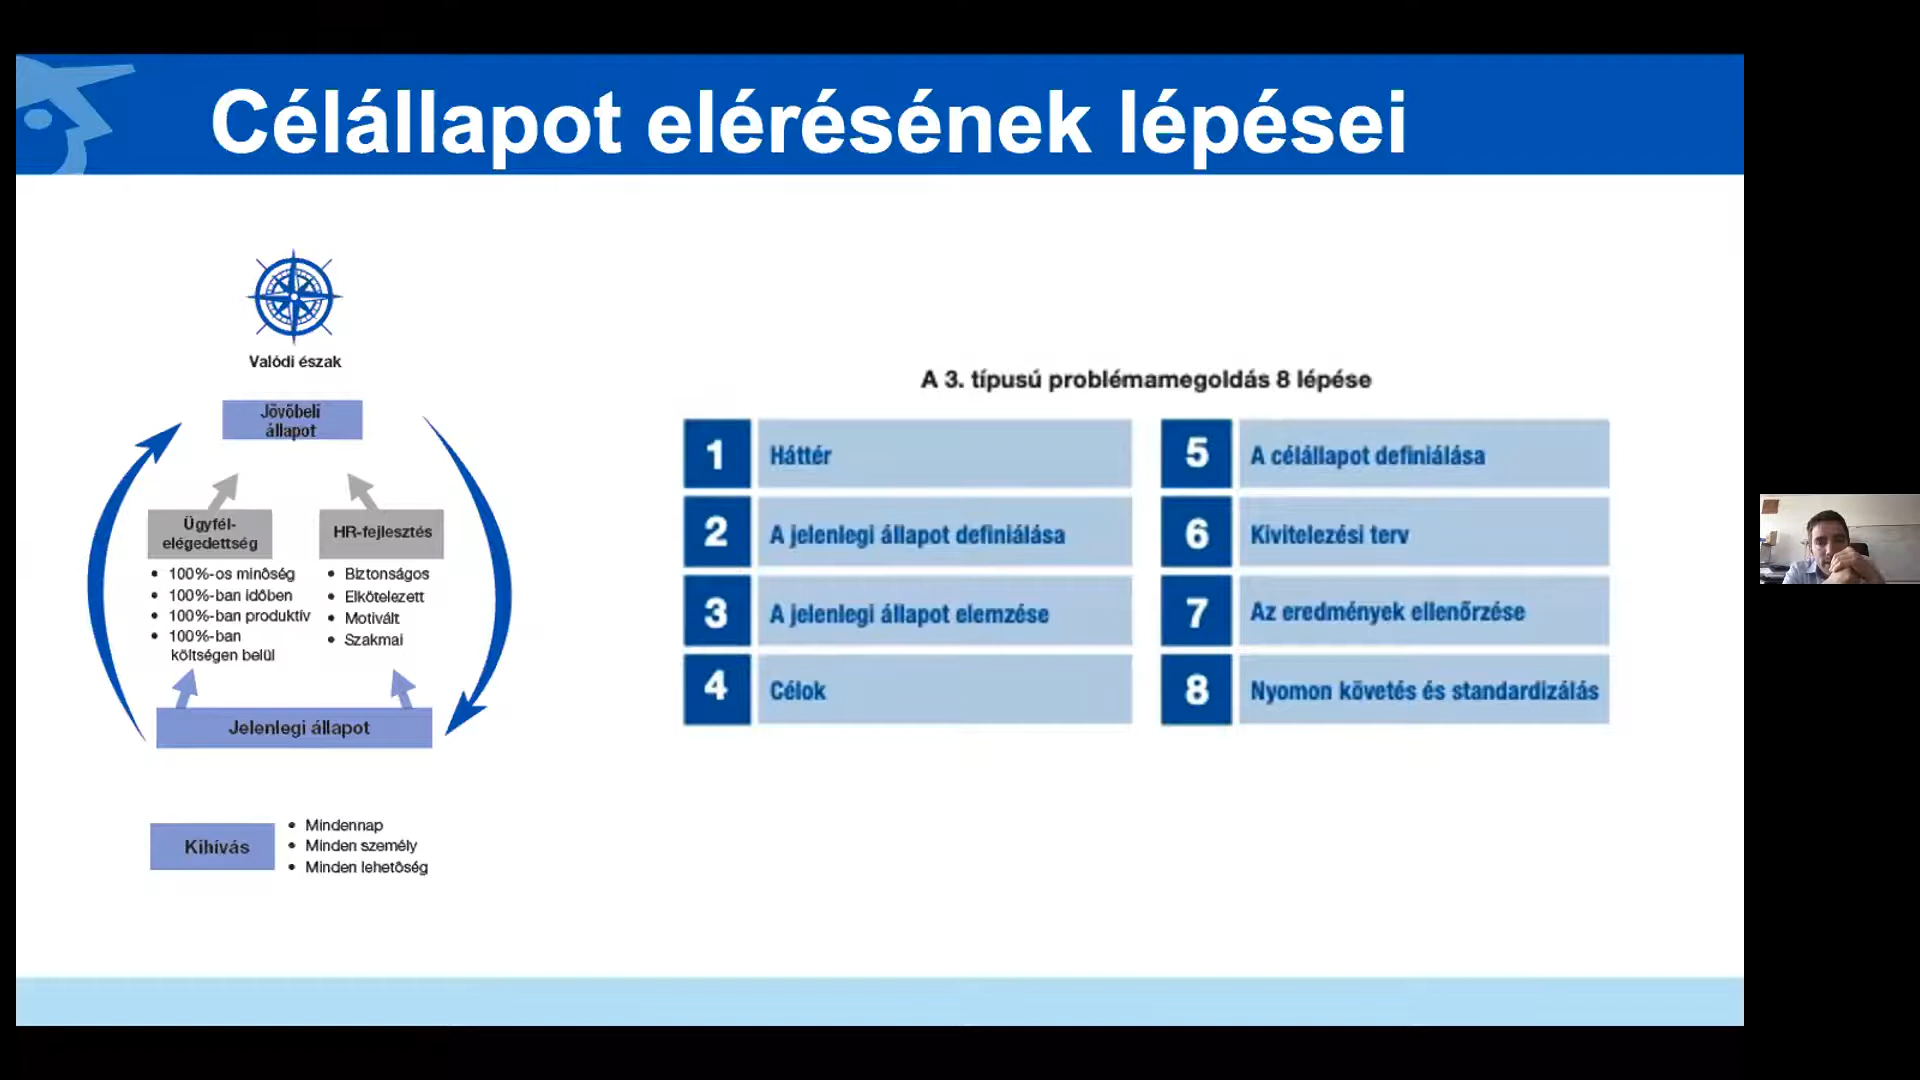 Célállapot elérésének lépései
Valódi észak
Jövőbeli
állapot
Ügyfél-
elégedettség
100%-os minőség
100%-ban időben
100%-ban produktív
100%-ban
költségen belül
HR-fejlesztés
Biztonságos
Elkötelezett
Motivált
Szakmai
Jelenlegi állapot
Kihívás
Mindennap
Minden személy
Minden lehetőség
A 3. típusú problémamegoldás 8 lépése
1 Háttér
2 A jelenlegi állapot definiálása
3 A jelenlegi állapot elemzése
4 Célok
5 A célállapot definiálása
6 Kivitelezési terv
7 Az eredmények ellenőrzése
8 Nyomon követés és standardizálás